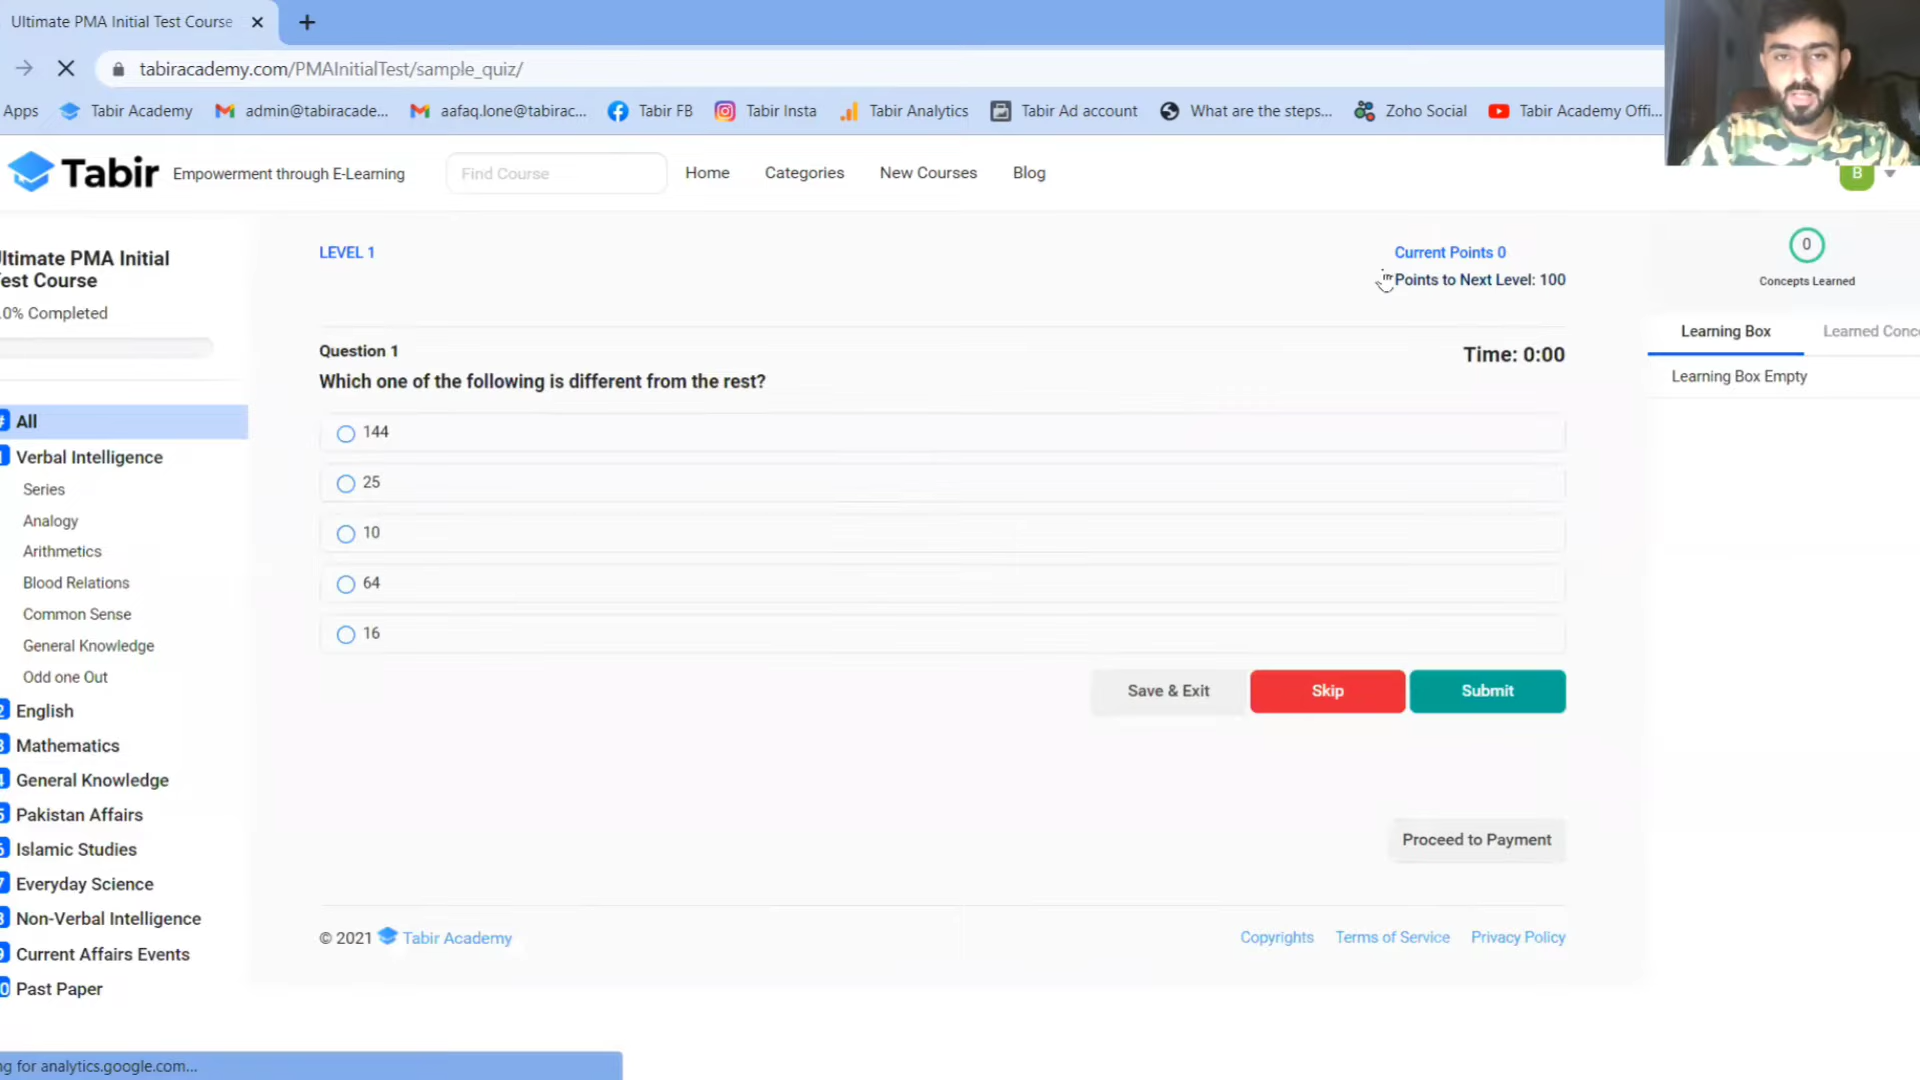 Ultimate PMA Initial Test Course
tabiracademy.com/PMAInitialTest/sample_quiz/
Apps
Tabir Academy
admin@tabiracade...
aafaq.lone@tabirac...
Tabir FB
Tabir Insta
Tabir Analytics
Tabir Ad account
What are the steps...
Zoho Social
Tabir Academy Offi...
Tabir
Empowerment through E-Learning
Find Course
Home
Categories
New Courses
Blog
B
ltimate PMA Initial
est Course
.0% Completed
All
Verbal Intelligence
Series
Analogy
Arithmetics
Blood Relations
Common Sense
General Knowledge
Odd one Out
English
Mathematics
General Knowledge
Pakistan Affairs
Islamic Studies
Everyday Science
Non-Verbal Intelligence
Current Affairs Events
Past Paper
LEVEL 1
Current Points 0
Points to Next Level: 100
Question 1
Time: 0:00
Which one of the following is different from the rest?
144
25
10
64
16
Save & Exit
Skip
Submit
Proceed to Payment
© 2021 Tabir Academy
Copyrights
Terms of Service
Privacy Policy
0
Concepts Learned
Learning Box
Learned Conc
Learning Box Empty
ng for analytics.google.com...